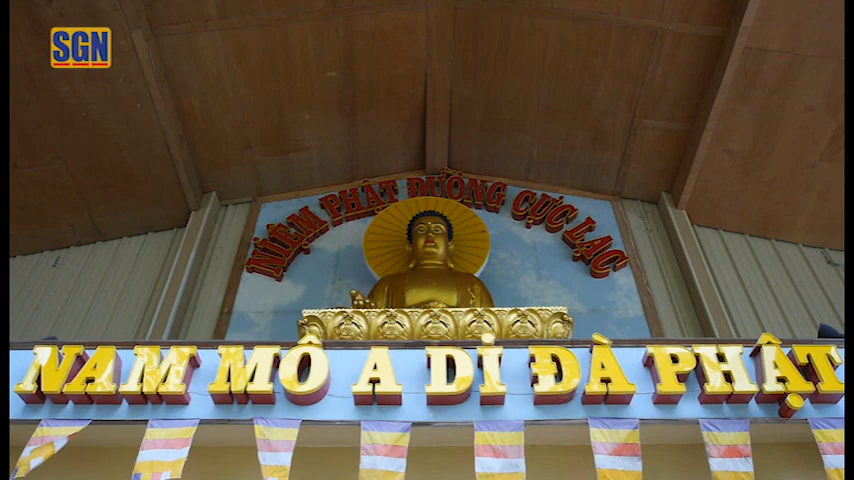 SGN
NIỆM PHẬT ĐƯỜNG CỰC LẠC
NAM MÔ A DI ĐÀ PHẬT